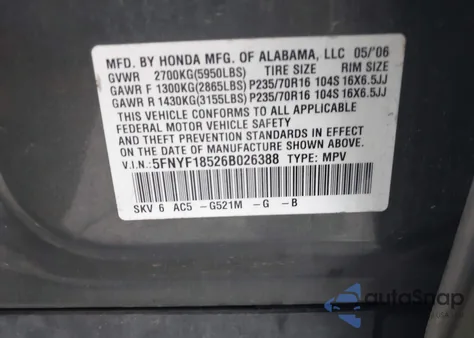 MFD. BY HONDA MFG. OF ALABAMA, LLC 05/'06
GVWR 2700KG(5950LBS) TIRE SIZE RIM SIZE
GAWR F 1300KG(2865LBS)P235/70R16 104S 16X6.5JJ
GAWR R 1430KG(3155LBS)P235/70R16 104S 16X6.5JJ
THIS VEHICLE CONFORMS TO ALL APPLICABLE
FEDERAL MOTOR VEHICLE SAFETY
AND THEFT PREVENTION STANDARDS IN EFFECT
ON THE DATE OF MANUFACTURE SHOWN ABOVE.
V.I.N.:5FNYF18526B026388 TYPE: MPV
SKV 6 AC5 -G521M -G -B
autoSnap